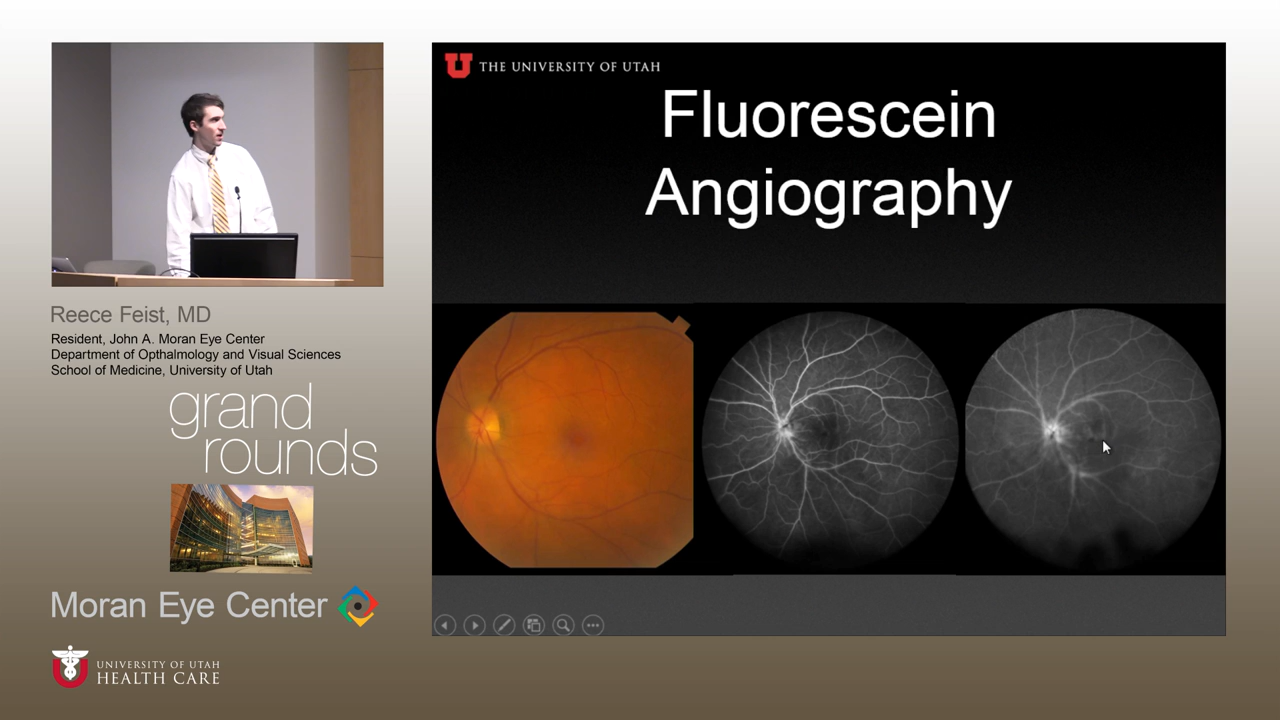 THE UNIVERSITY OF UTAH
Fluorescein
Angiography
Reece Feist, MD
Resident, John A. Moran Eye Center
Department of Opthalmology and Visual Sciences
School of Medicine, University of Utah
grand
rounds
Moran Eye Center
U
UNIVERSITY OF UTAH
HEALTH CARE